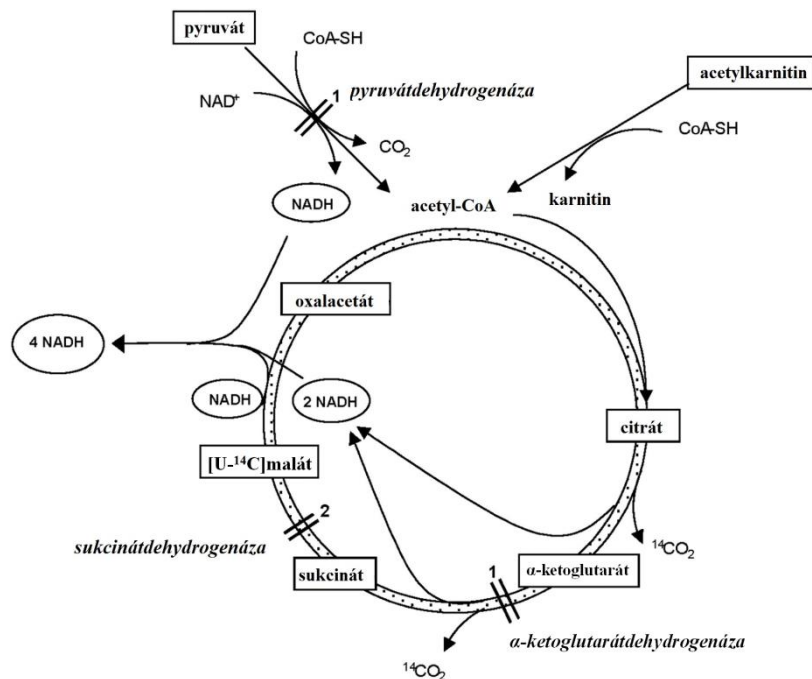 pyruvát
CoA-SH
NAD⁺
1
pyruvátdehydrogenáza
acetylkarnitin
CoA-SH
CO₂
NADH
acetyl-CoA
karnitin
oxalacetát
4 NADH
NADH
2 NADH
citrát
[U-¹⁴C]malát
2
sukcinátdehydrogenáza
¹⁴CO₂
sukcinát
1
α-ketoglutarát
α-ketoglutarátdehydrogenáza
¹⁴CO₂